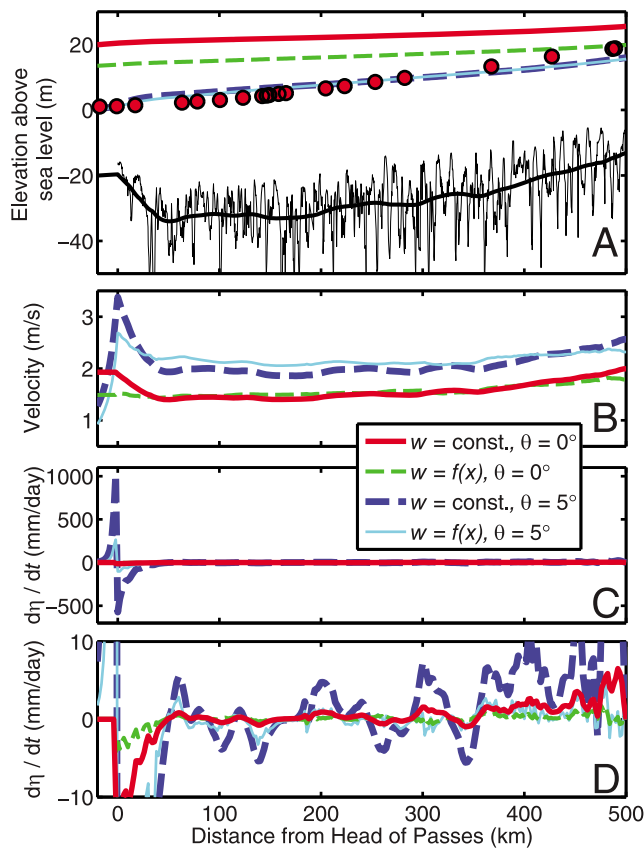 Elevation above
sea level (m)
20
0
−20
−40
A
Velocity (m/s)
3
2
1
B
w = const., θ = 0°
w = f(x), θ = 0°
w = const., θ = 5°
w = f(x), θ = 5°
dη / dt (mm/day)
1000
500
0
−500
C
dη / dt (mm/day)
10
0
−10
D
0
100
200
300
400
500
Distance from Head of Passes (km)